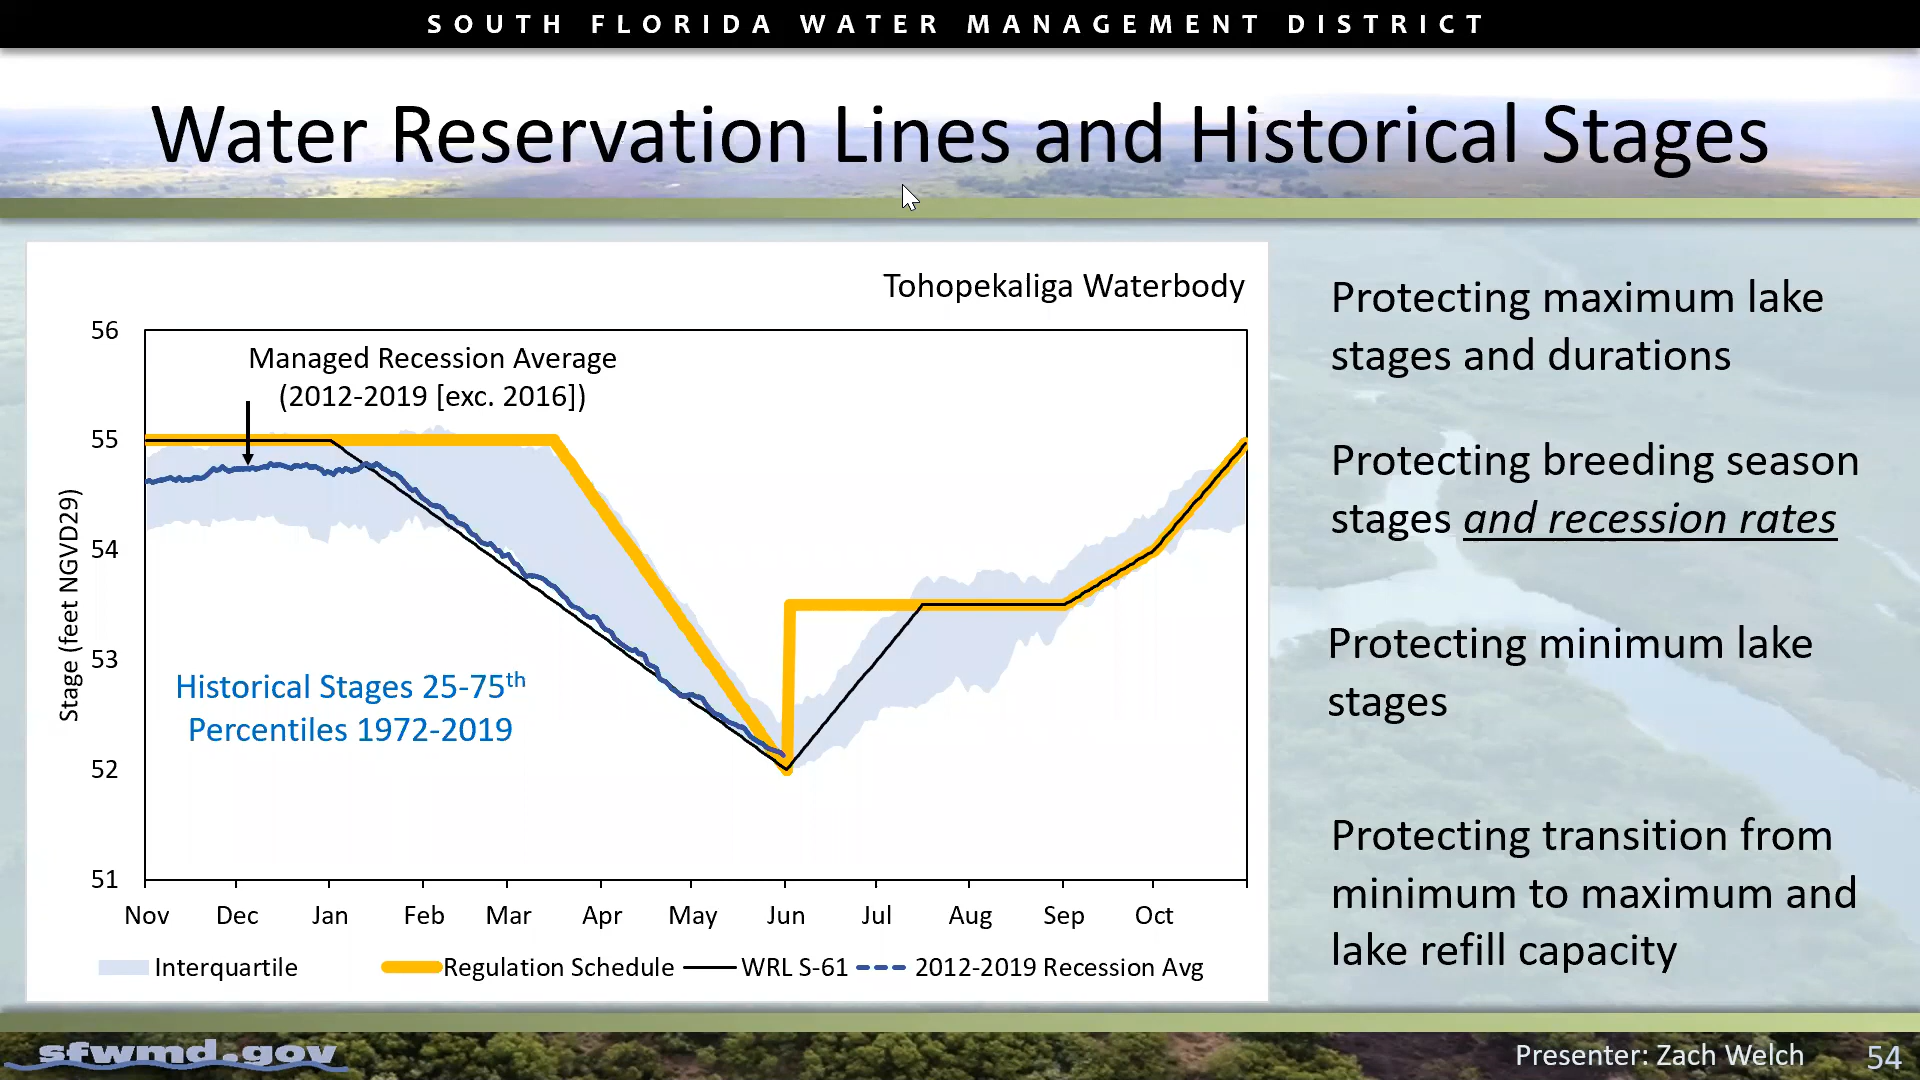 SOUTH FLORIDA WATER MANAGEMENT DISTRICT
Water Reservation Lines and Historical Stages
Tohopekaliga Waterbody
Managed Recession Average
(2012-2019 [exc. 2016])
Stage (feet NGVD29)
56
55
54
53
52
51
Historical Stages 25-75th
Percentiles 1972-2019
Nov Dec Jan Feb Mar Apr May Jun Jul Aug Sep Oct
Interquartile Regulation Schedule WRL S-61 2012-2019 Recession Avg
Protecting maximum lake
stages and durations
Protecting breeding season
stages and recession rates
Protecting minimum lake
stages
Protecting transition from
minimum to maximum and
lake refill capacity
sfwmd.gov
Presenter: Zach Welch 54